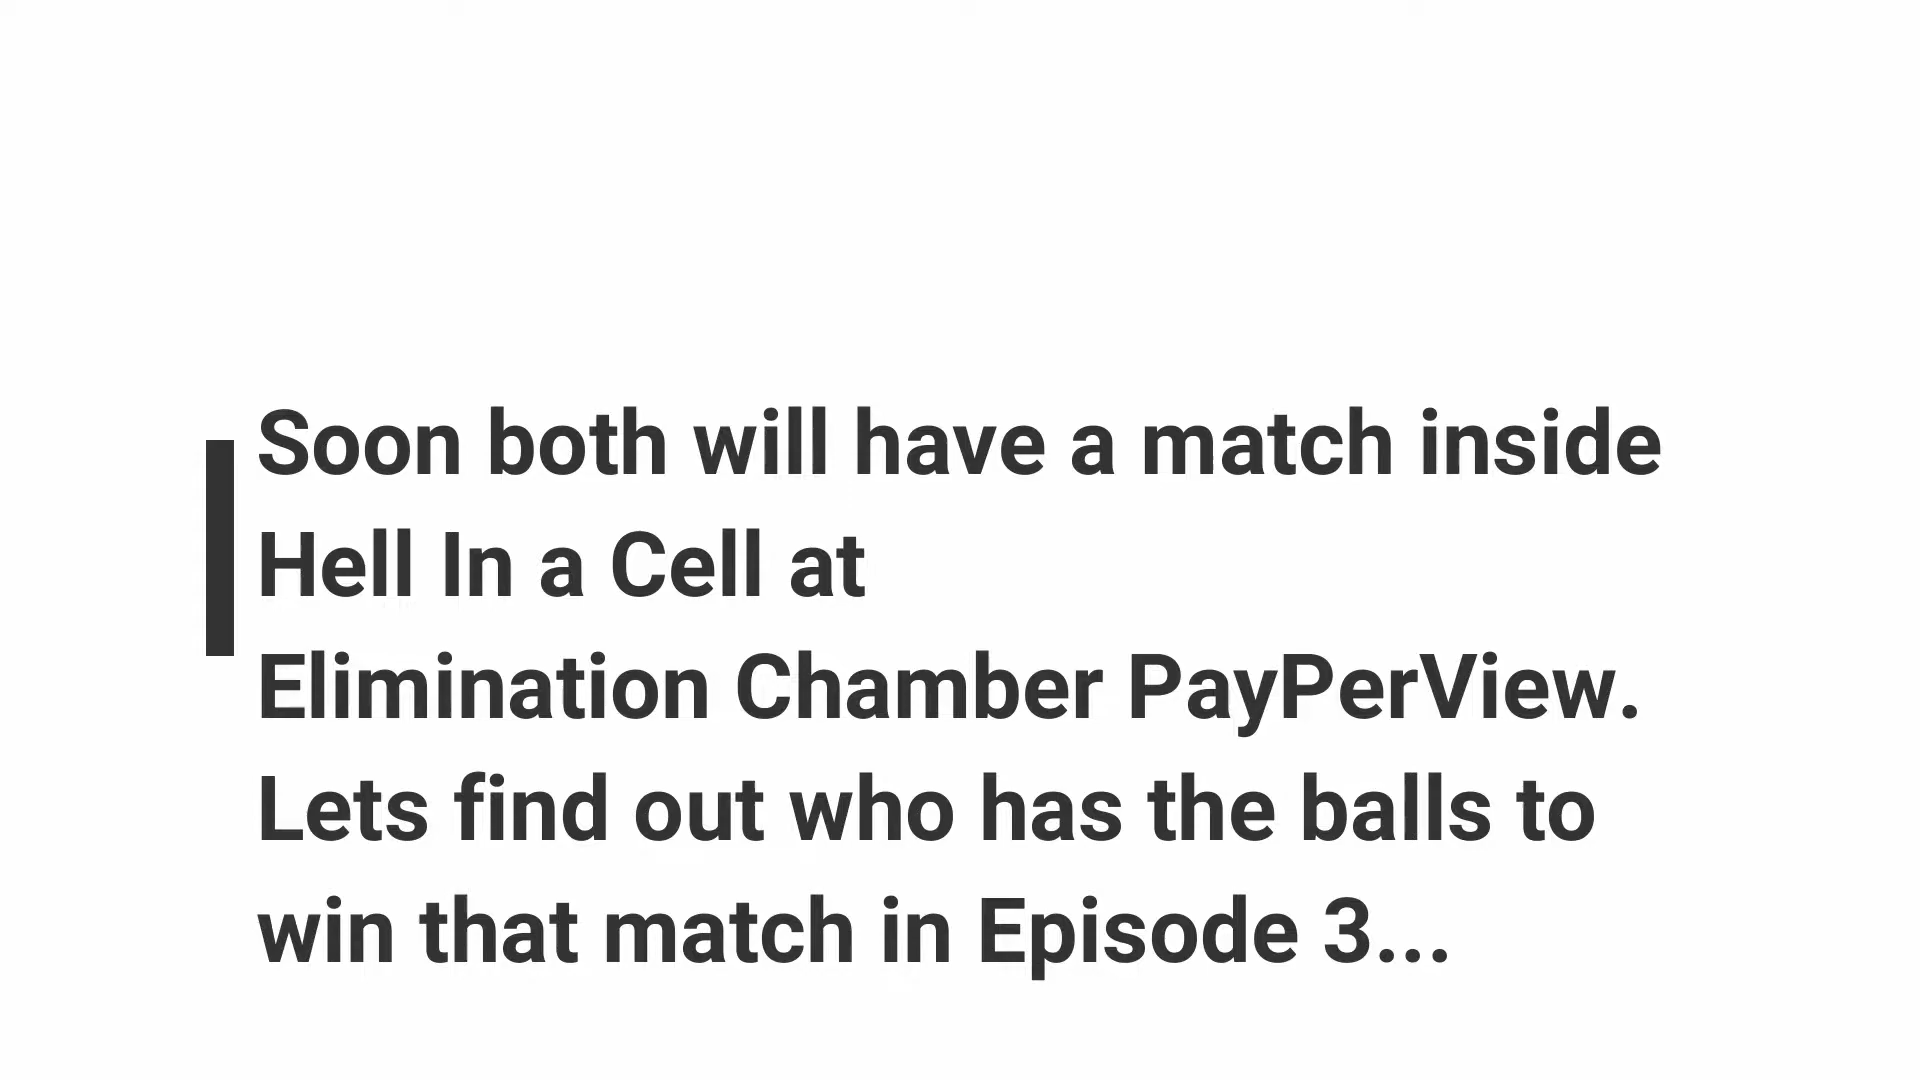 Soon both will have a match inside
Hell In a Cell at
Elimination Chamber PayPerView.
Lets find out who has the balls to
win that match in Episode 3...